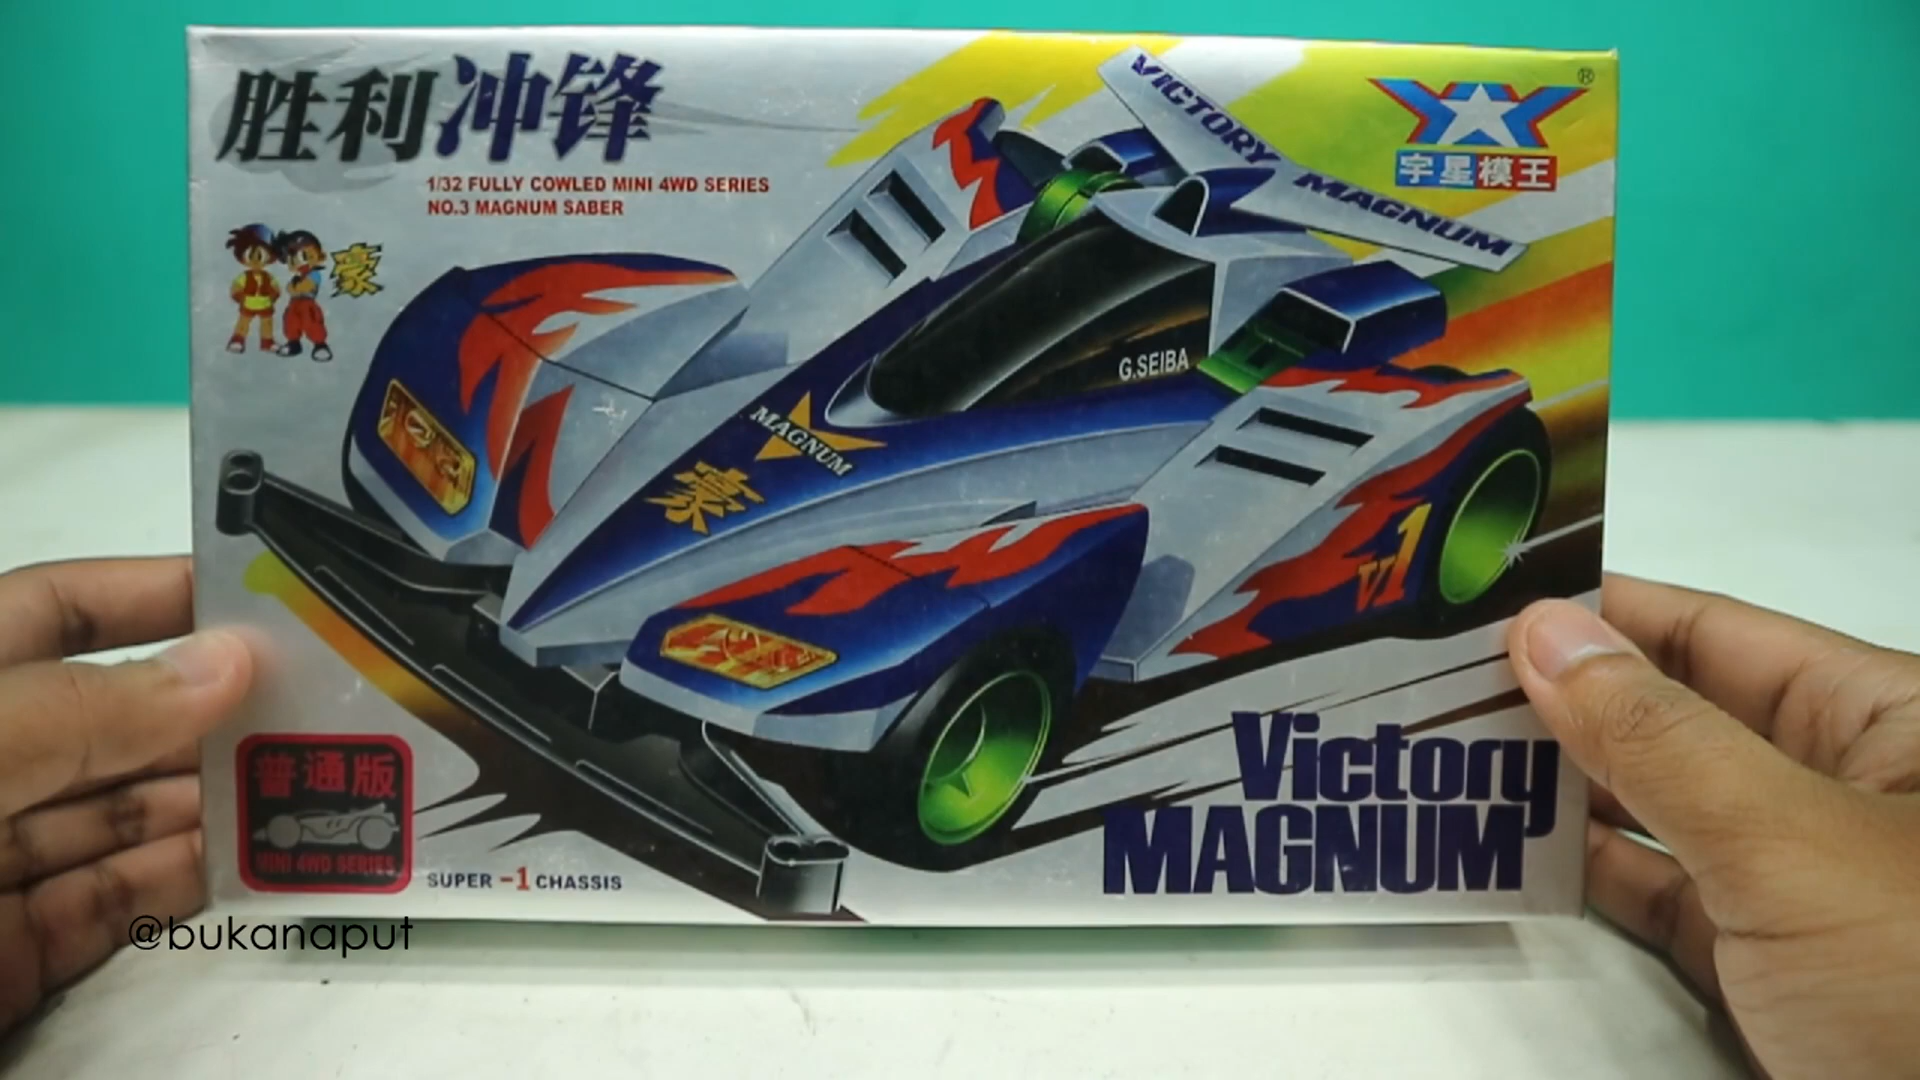 胜利冲锋
1/32 FULLY COWLED MINI 4WD SERIES
NO.3 MAGNUM SABER
豪
VICTORY MAGNUM
®
宇星模王
G.SEIBA
MAGNUM
豪
V1
普通版
MINI 4WD SERIES
SUPER -1 CHASSIS
Victory
MAGNUM
@bukanaput